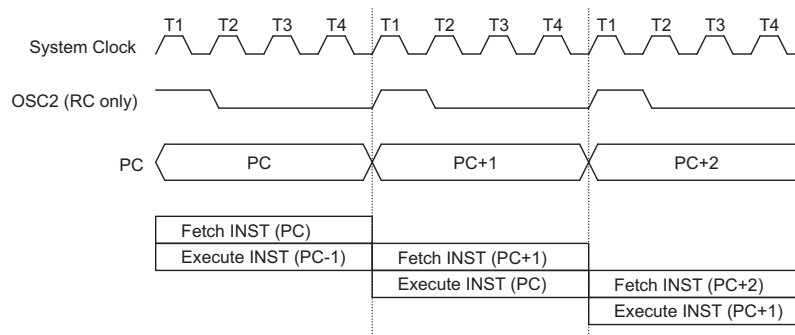 T1 T2 T3 T4 T1 T2 T3 T4 T1 T2 T3 T4
System Clock
OSC2 (RC only)
PC PC PC+1 PC+2
Fetch INST (PC)
Execute INST (PC-1) Fetch INST (PC+1)
Execute INST (PC) Fetch INST (PC+2)
Execute INST (PC+1)